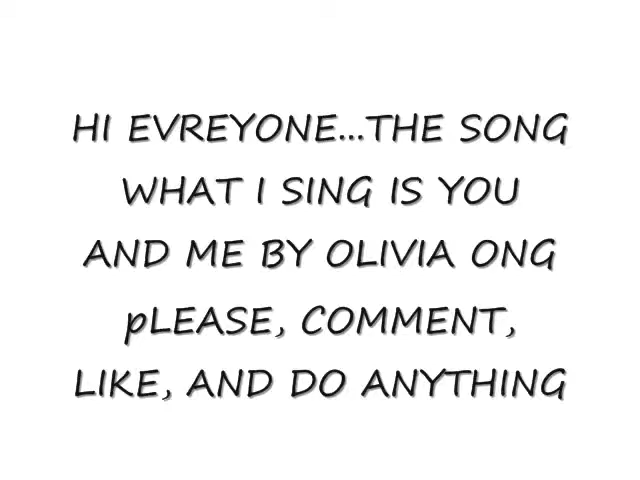 HI EVREYONE...THE SONG
WHAT I SING IS YOU
AND ME BY OLIVIA ONG
pLEASE, COMMENT,
LIKE, AND DO ANYTHING